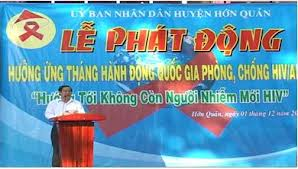 ỦY BAN NHÂN DÂN HUYỆN HỚN QUẢN
LỄ PHÁT ĐỘNG
HƯỞNG ỨNG THÁNG HÀNH ĐỘNG QUỐC GIA PHÒNG, CHỐNG HIV/A
"Hướng Tới Không Còn Người Nhiễm Mới HIV"
Hớn Quản, ngày 01 tháng 12 năm 20